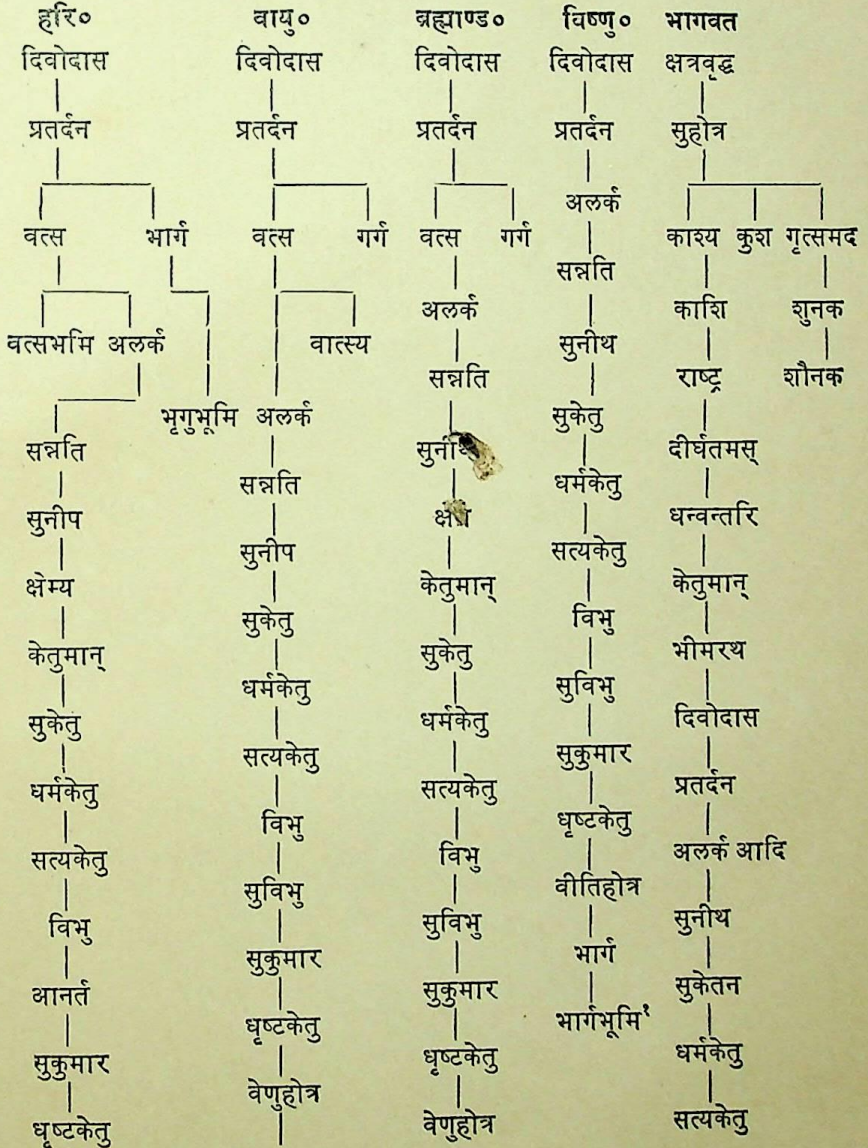 हरि०
दिवोदास
प्रतर्दन
वत्स भार्ग
वत्सभमि अलर्क
भृगुभूमि
सन्नति
सुनीप
क्षेम्य
केतुमान्
सुकेतु
धर्मकेतु
सत्यकेतु
विभु
आनर्त
सुकुमार
धृष्टकेतु
वायु०
दिवोदास
प्रतर्दन
वत्स गर्ग
वात्स्य
अलर्क
सन्नति
सुनीप
सुकेतु
धर्मकेतु
सत्यकेतु
विभु
सुविभु
सुकुमार
धृष्टकेतु
वेणुहोत्र
ब्रह्माण्ड०
दिवोदास
प्रतर्दन
वत्स गर्ग
अलर्क
सन्नति
केतुमान्
सुकेतु
धर्मकेतु
सत्यकेतु
विभु
सुविभु
सुकुमार
धृष्टकेतु
वेणुहोत्र
विष्णु०
दिवोदास
प्रतर्दन
अलर्क
सन्नति
सुनीथ
सुकेतु
धर्मकेतु
सत्यकेतु
विभु
सुविभु
सुकुमार
धृष्टकेतु
वीतिहोत्र
भार्ग
भार्गभूमि१
भागवत
क्षत्रवृद्ध
सुहोत्र
काश्य कुश गृत्समद
काशि शुनक
राष्ट्र शौनक
दीर्घतमस्
धन्वन्तरि
केतुमान्
भीमरथ
दिवोदास
प्रतर्दन
अलर्क आदि
सुनीथ
सुकेतन
धर्मकेतु
सत्यकेतु